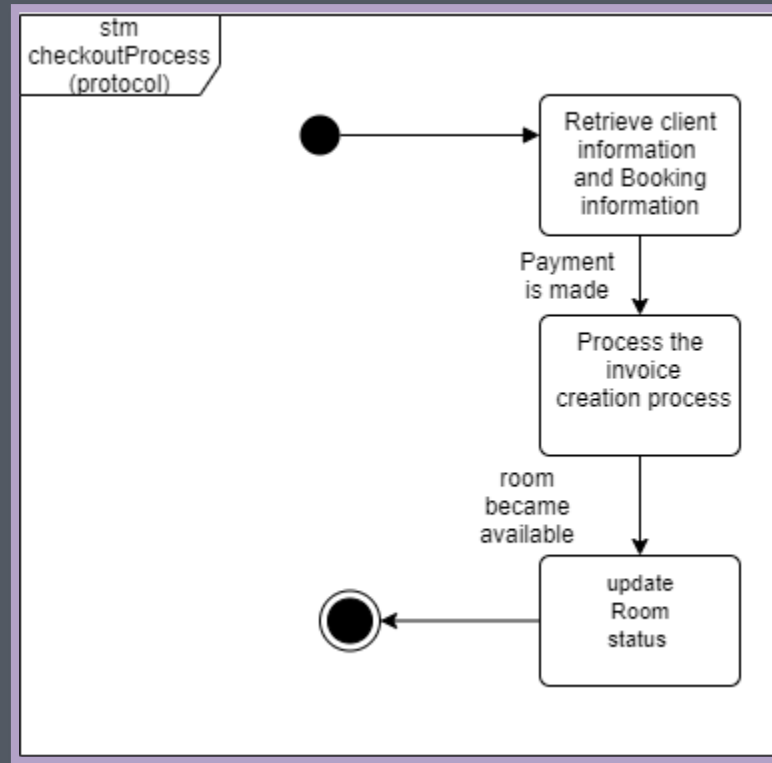 stm
checkoutProcess
(protocol)
Retrieve client
information
and Booking
information
Payment
is made
Process the
invoice
creation process
room
became
available
update
Room
status